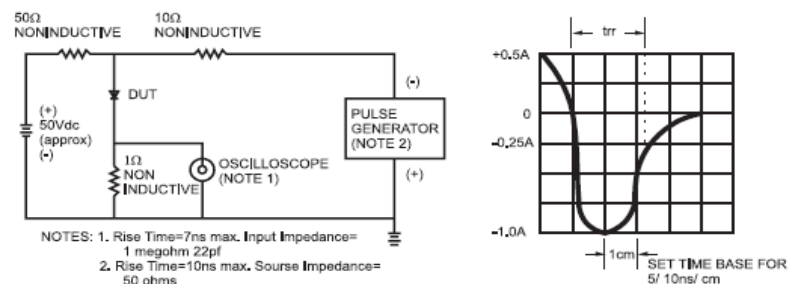 50Ω
NONINDUCTIVE
10Ω
NONINDUCTIVE
DUT
(+)
50Vdc
(approx)
(-)
1Ω
NON
INDUCTIVE
OSCILLOSCOPE
(NOTE 1)
(-)
PULSE
GENERATOR
(NOTE 2)
(+)
NOTES: 1. Rise Time=7ns max. Input Impedance=
1 megohm 22pf
2. Rise Time=10ns max. Sourse Impedance=
50 ohms
trr
+0.5A
0
-0.25A
-1.0A
1cm
SET TIME BASE FOR
5/ 10ns/ cm